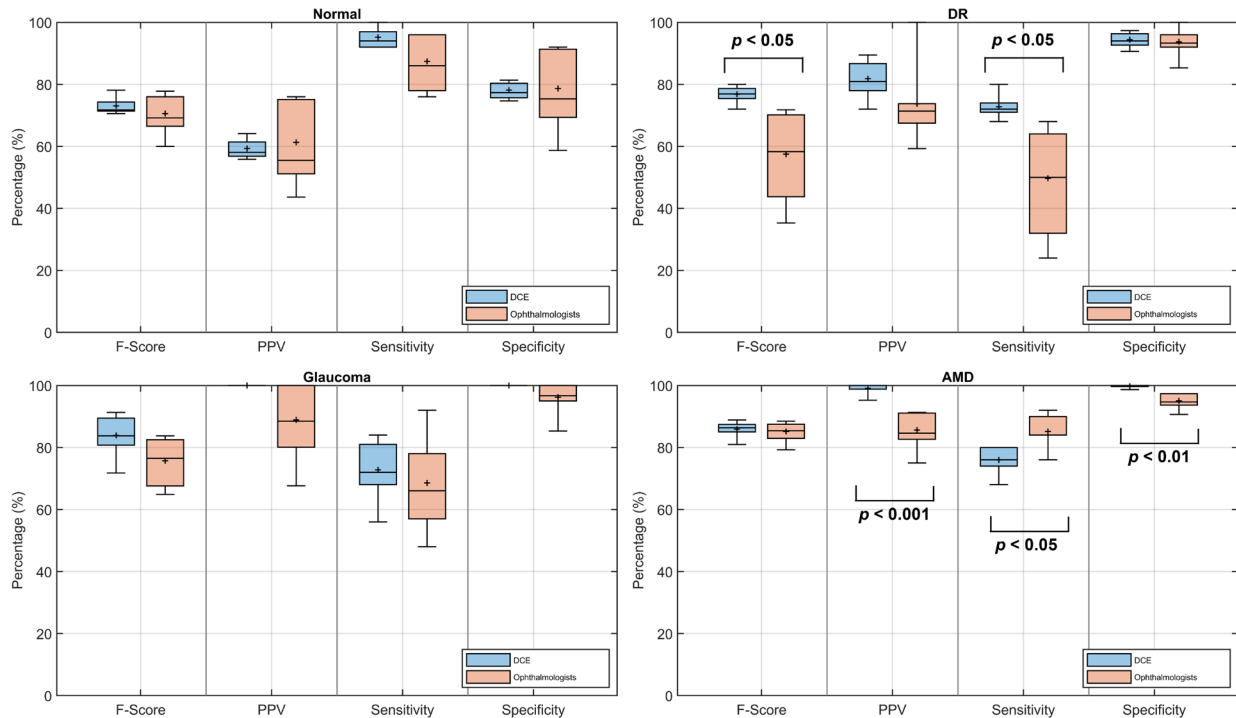 Normal
Percentage (%)
100
80
60
40
20
0
DCE
Ophthalmologists
F-Score PPV Sensitivity Specificity
DR
Percentage (%)
100
80
60
40
20
0
p < 0.05
p < 0.05
DCE
Ophthalmologists
F-Score PPV Sensitivity Specificity
Glaucoma
Percentage (%)
100
80
60
40
20
0
DCE
Ophthalmologists
F-Score PPV Sensitivity Specificity
AMD
Percentage (%)
100
80
60
40
20
0
p < 0.001
p < 0.05
p < 0.01
DCE
Ophthalmologists
F-Score PPV Sensitivity Specificity